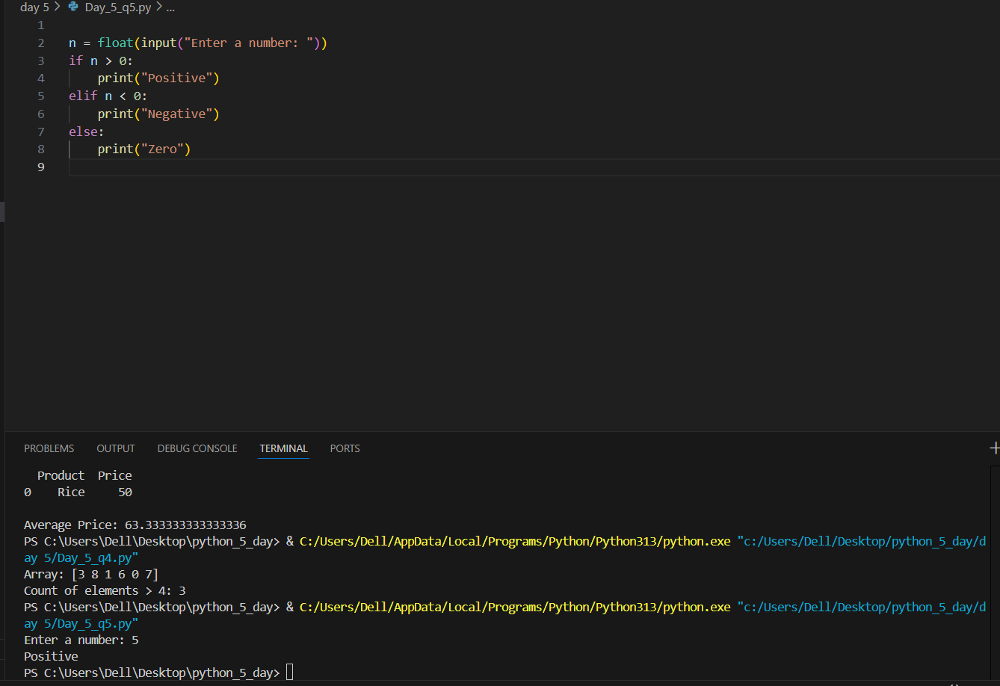 day 5 > Day_5_q5.py > ...
1
2 n = float(input("Enter a number: "))
3 if n > 0:
4     print("Positive")
5 elif n < 0:
6     print("Negative")
7 else:
8     print("Zero")
9
PROBLEMS OUTPUT DEBUG CONSOLE TERMINAL PORTS
  Product  Price
0    Rice     50
Average Price: 63.333333333333336
PS C:\Users\Dell\Desktop\python_5_day> & C:/Users/Dell/AppData/Local/Programs/Python/Python313/python.exe "c:/Users/Dell/Desktop/python_5_day/d
ay 5/Day_5_q4.py"
Array: [3 8 1 6 0 7]
Count of elements > 4: 3
PS C:\Users\Dell\Desktop\python_5_day> & C:/Users/Dell/AppData/Local/Programs/Python/Python313/python.exe "c:/Users/Dell/Desktop/python_5_day/d
ay 5/Day_5_q5.py"
Enter a number: 5
Positive
PS C:\Users\Dell\Desktop\python_5_day>